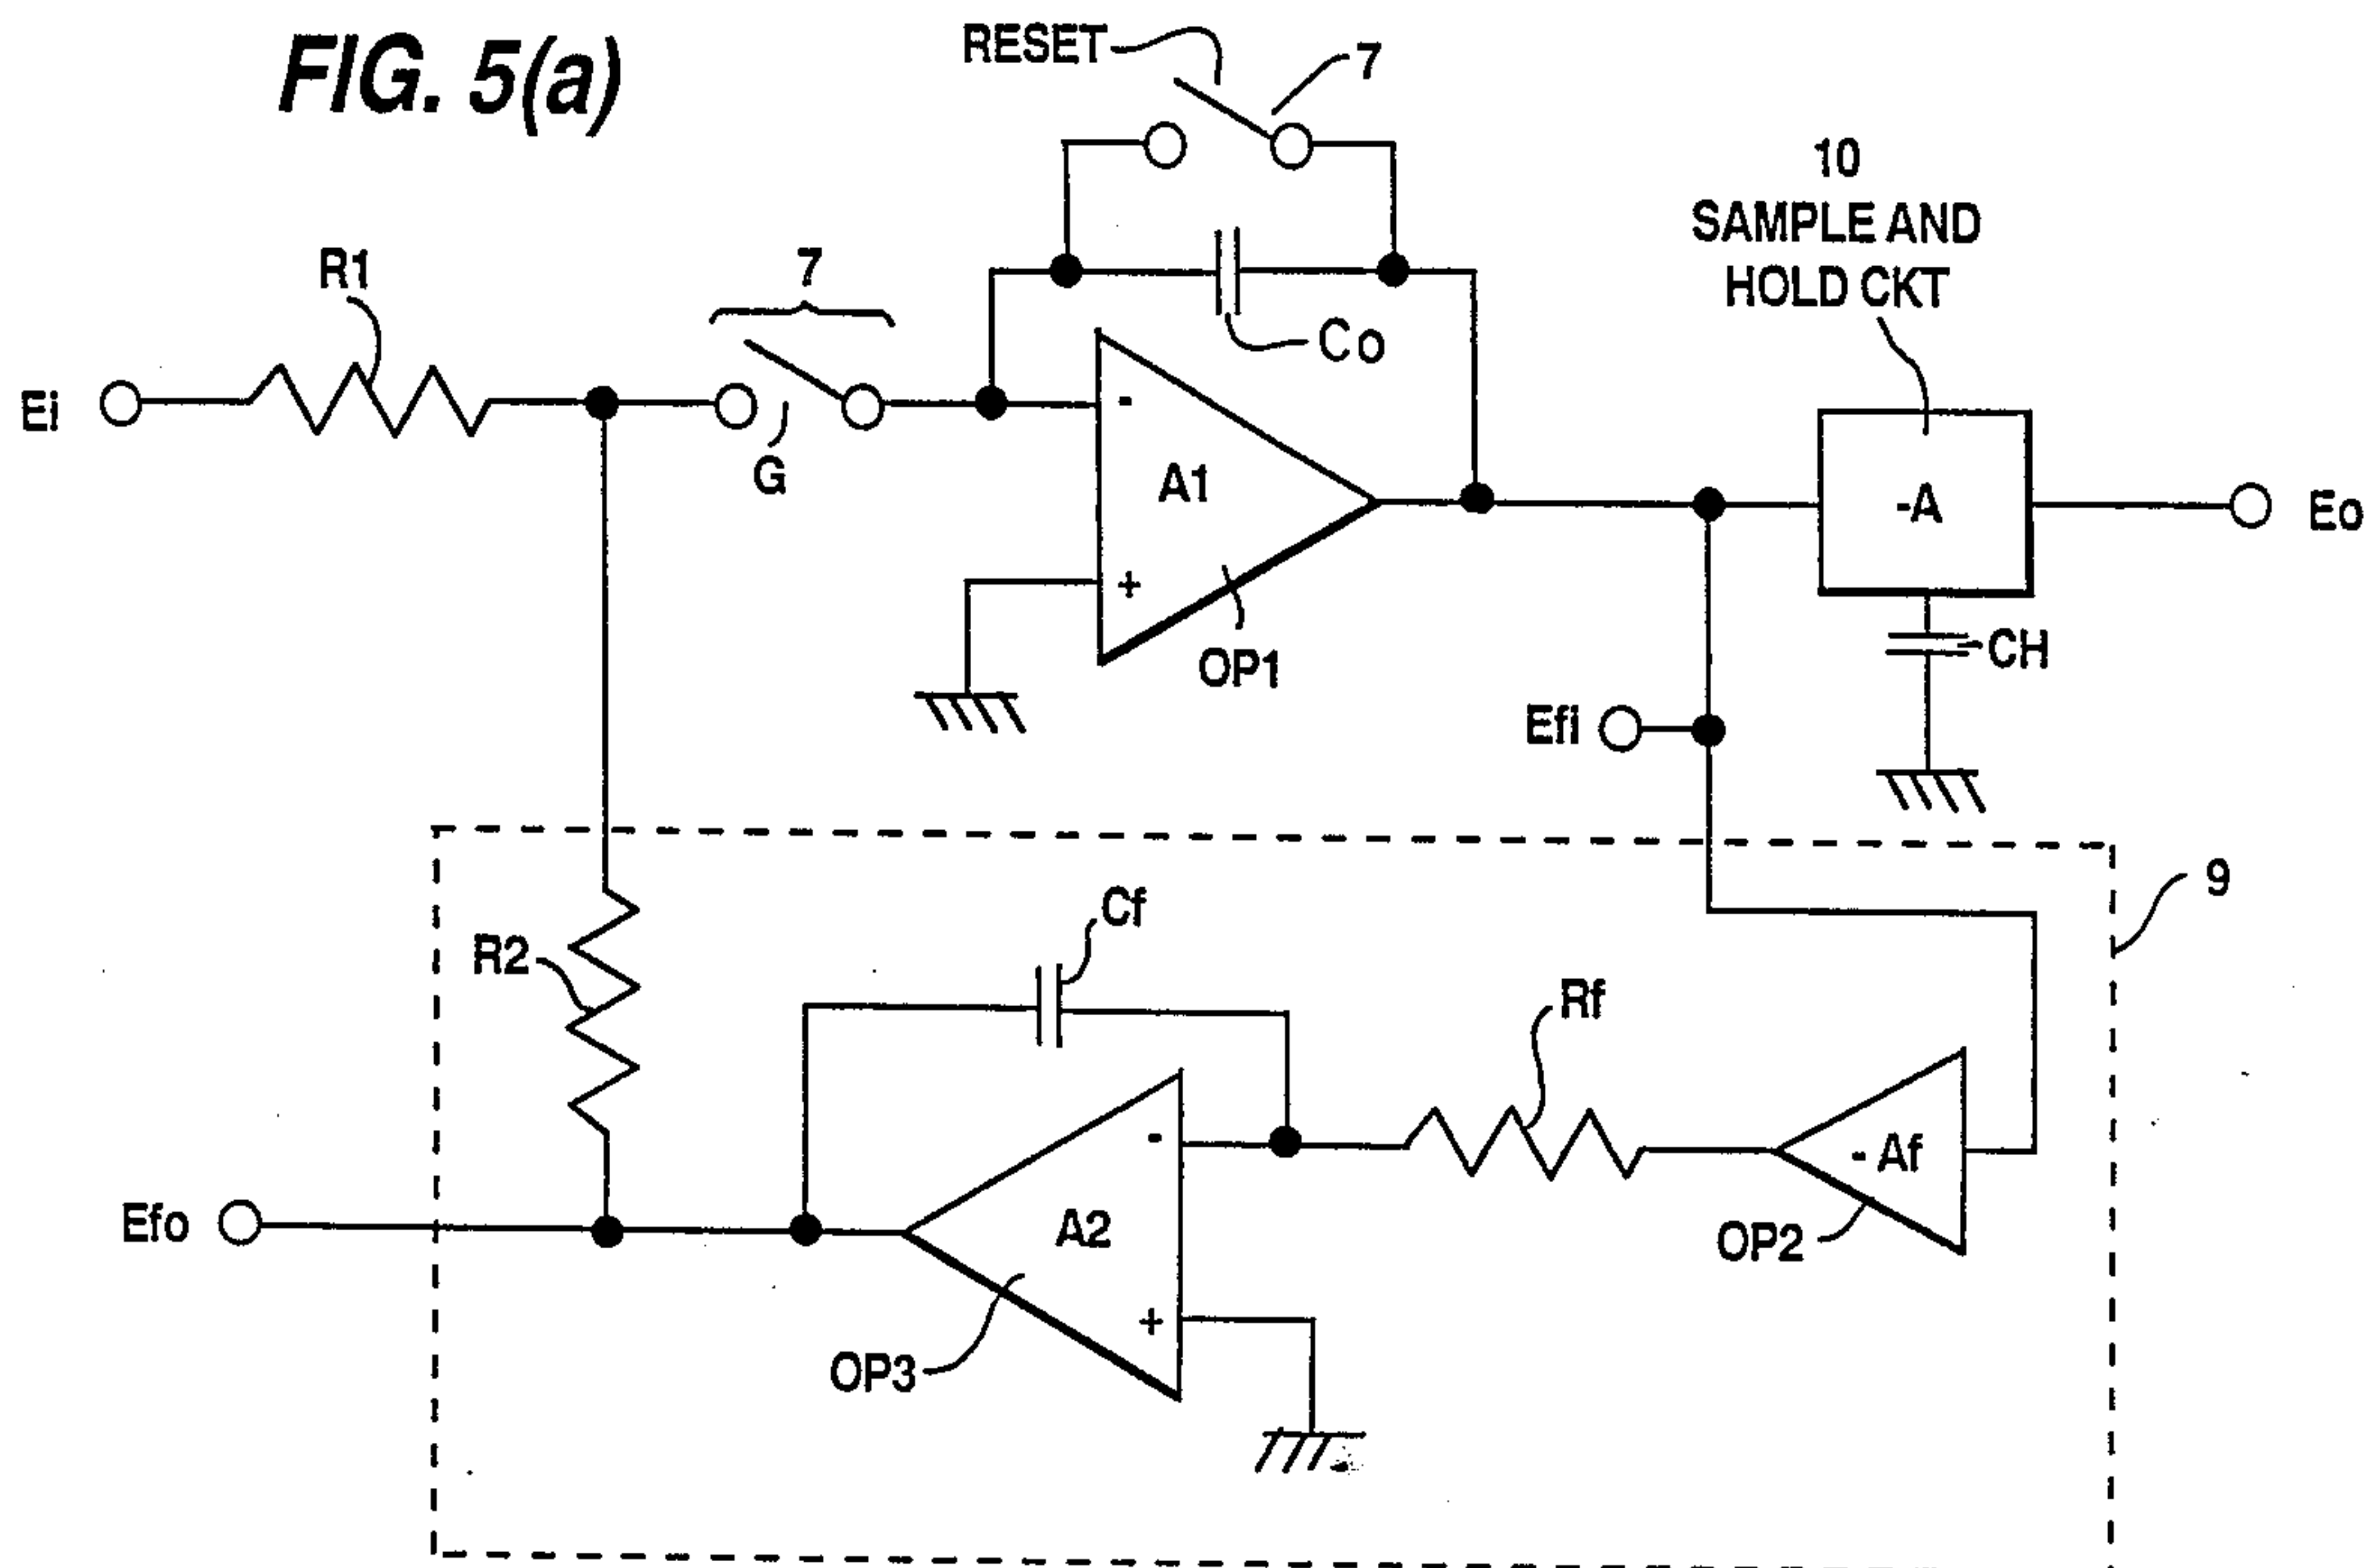 FIG. 5(a)
RESET
7
10
SAMPLE AND
HOLD CKT
R1
7
Co
Ei
G
-
A1
+
OP1
-A
Eo
CH
Efi
9
Cf
R2
Rf
-
A2
+
- Af
OP2
Efo
OP3